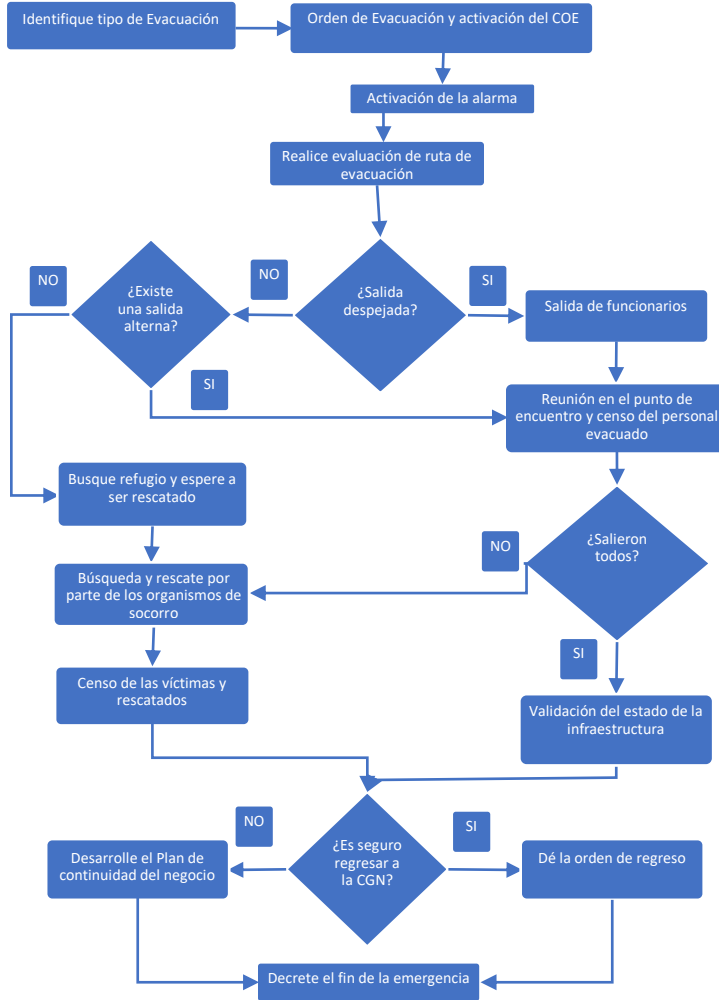 Identifique tipo de Evacuación
Orden de Evacuación y activación del COE
Activación de la alarma
Realice evaluación de ruta de
evacuación
NO
¿Existe
una salida
alterna?
NO
¿Salida
despejada?
SI
Salida de funcionarios
SI
Reunión en el punto de
encuentro y censo del personal
evacuado
Busque refugio y espere a
ser rescatado
NO
¿Salieron
todos?
Búsqueda y rescate por
parte de los organismos de
socorro
SI
Censo de las víctimas y
rescatados
Validación del estado de la
infraestructura
NO
¿Es seguro
regresar a
la CGN?
SI
Desarrolle el Plan de
continuidad del negocio
Dé la orden de regreso
Decrete el fin de la emergencia